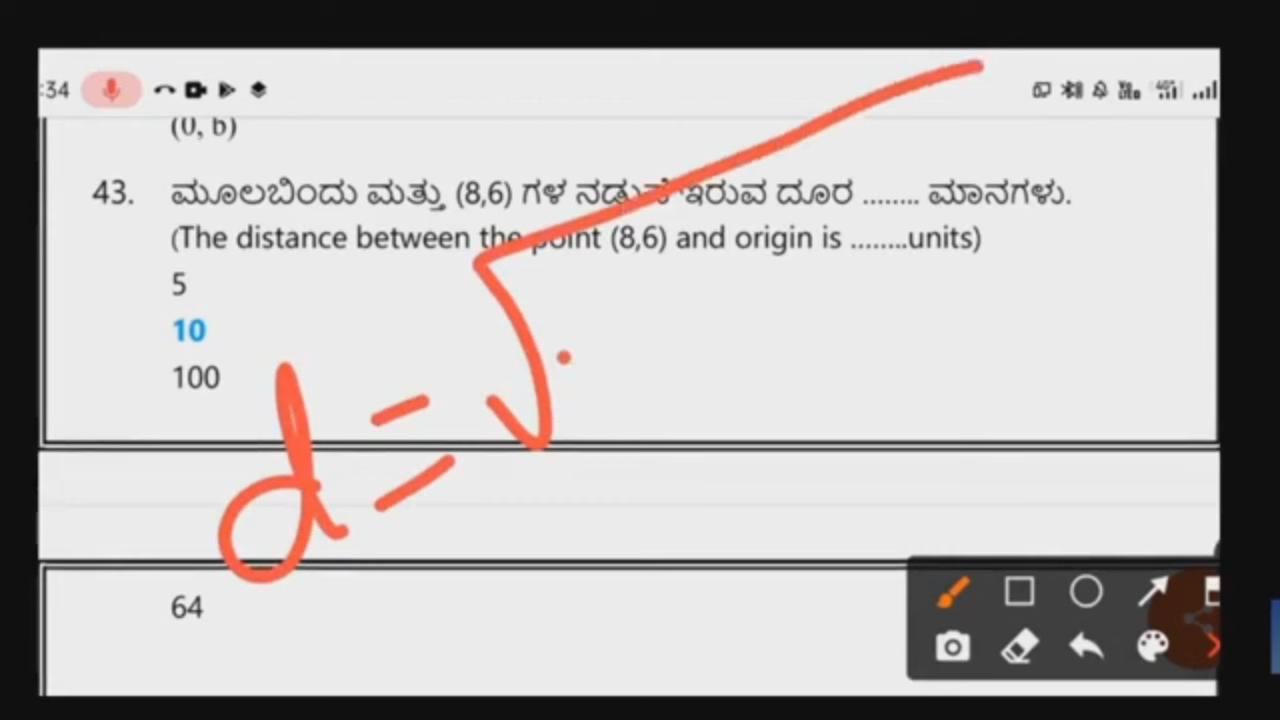 :34
(0, b)
43. ಮೂಲಬಿಂದು ಮತ್ತು (8,6) ಗಳ ನಡುವೆ ಇರುವ ದೂರ ........ ಮಾನಗಳು.
(The distance between the point (8,6) and origin is ........units)
5
10
100
d = √
64